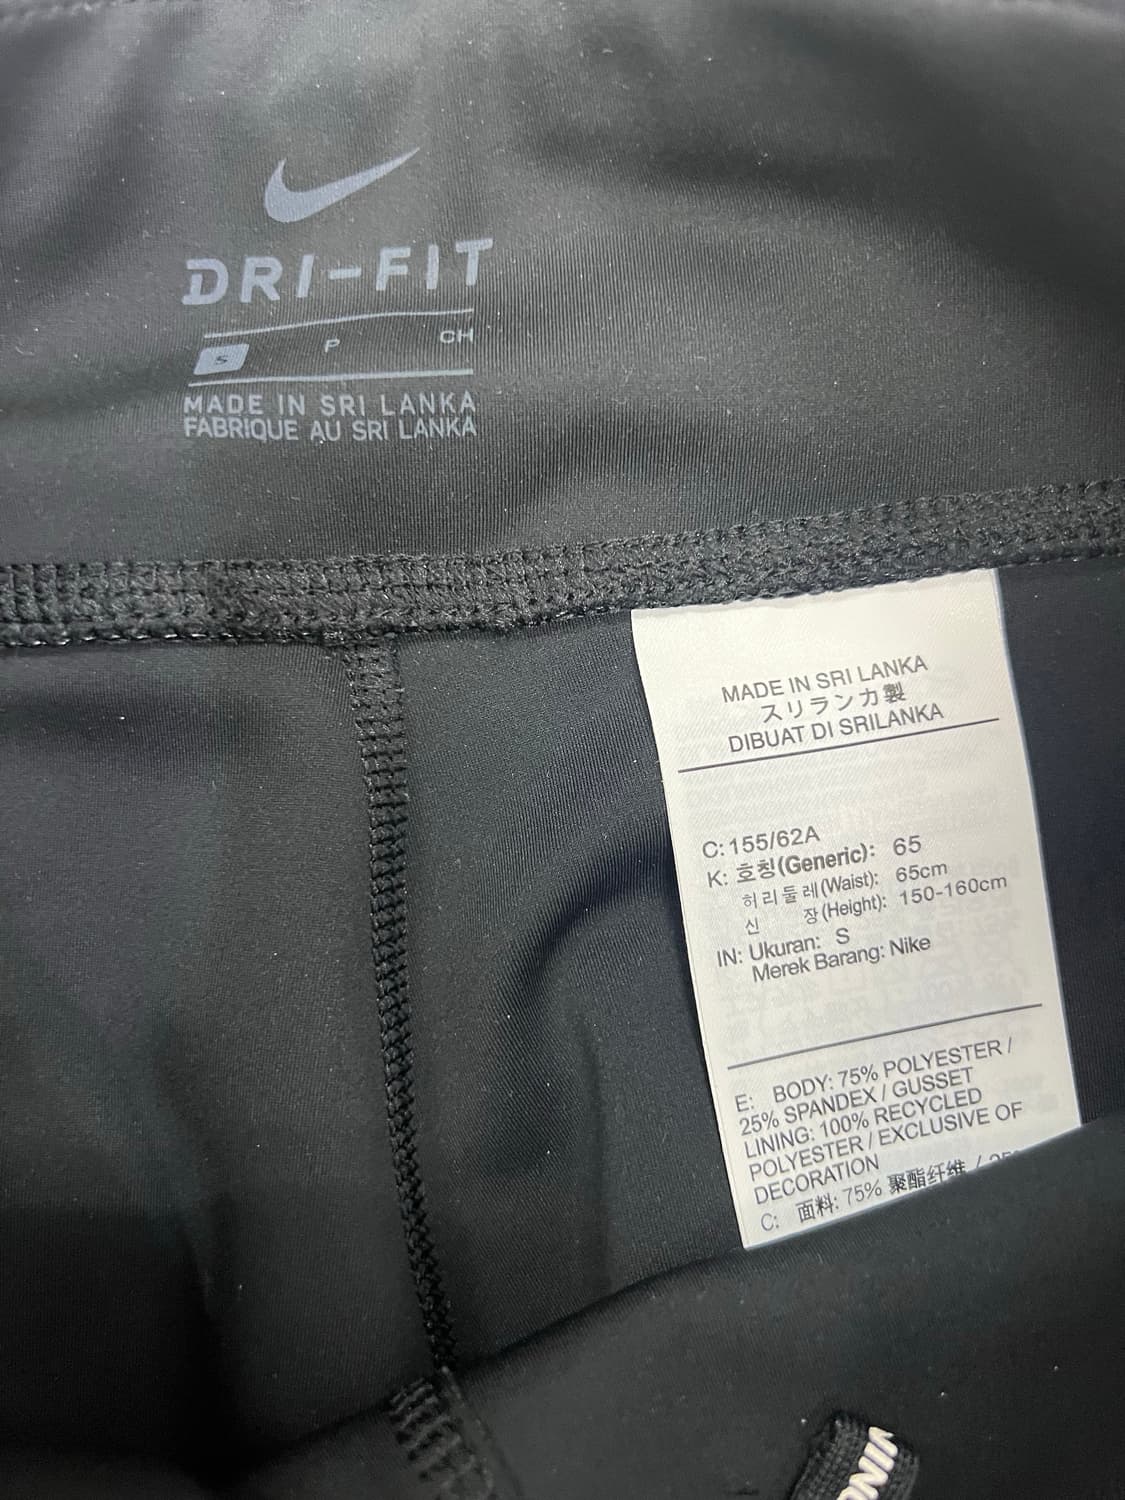 DRI-FIT
S P CH
MADE IN SRI LANKA
FABRIQUE AU SRI LANKA
MADE IN SRI LANKA
スリランカ製
DIBUAT DI SRILANKA
C: 155/62A
K: 호칭(Generic): 65
허리둘레(Waist): 65cm
신 장(Height): 150-160cm
IN: Ukuran: S
Merek Barang: Nike
E: BODY: 75% POLYESTER /
25% SPANDEX / GUSSET
LINING: 100% RECYCLED
POLYESTER / EXCLUSIVE OF
DECORATION
C: 面料: 75% 聚酯纤维 /